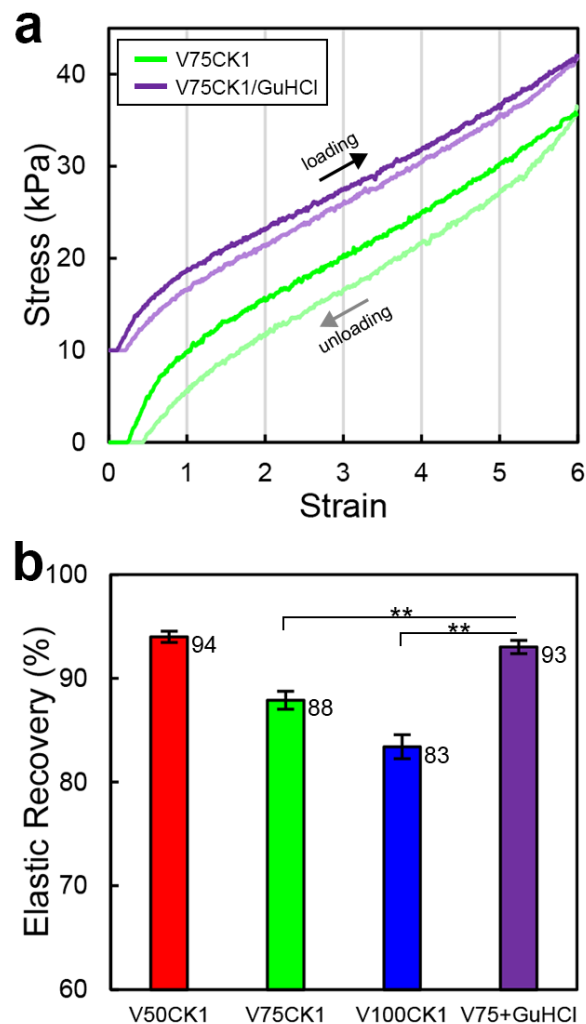 a
V75CK1
V75CK1/GuHCl
40
30
20
10
0
Stress (kPa)
loading
unloading
0 1 2 3 4 5 6
Strain
b
100
90
80
70
60
Elastic Recovery (%)
**
**
94
88
83
93
V50CK1 V75CK1 V100CK1 V75+GuHCl